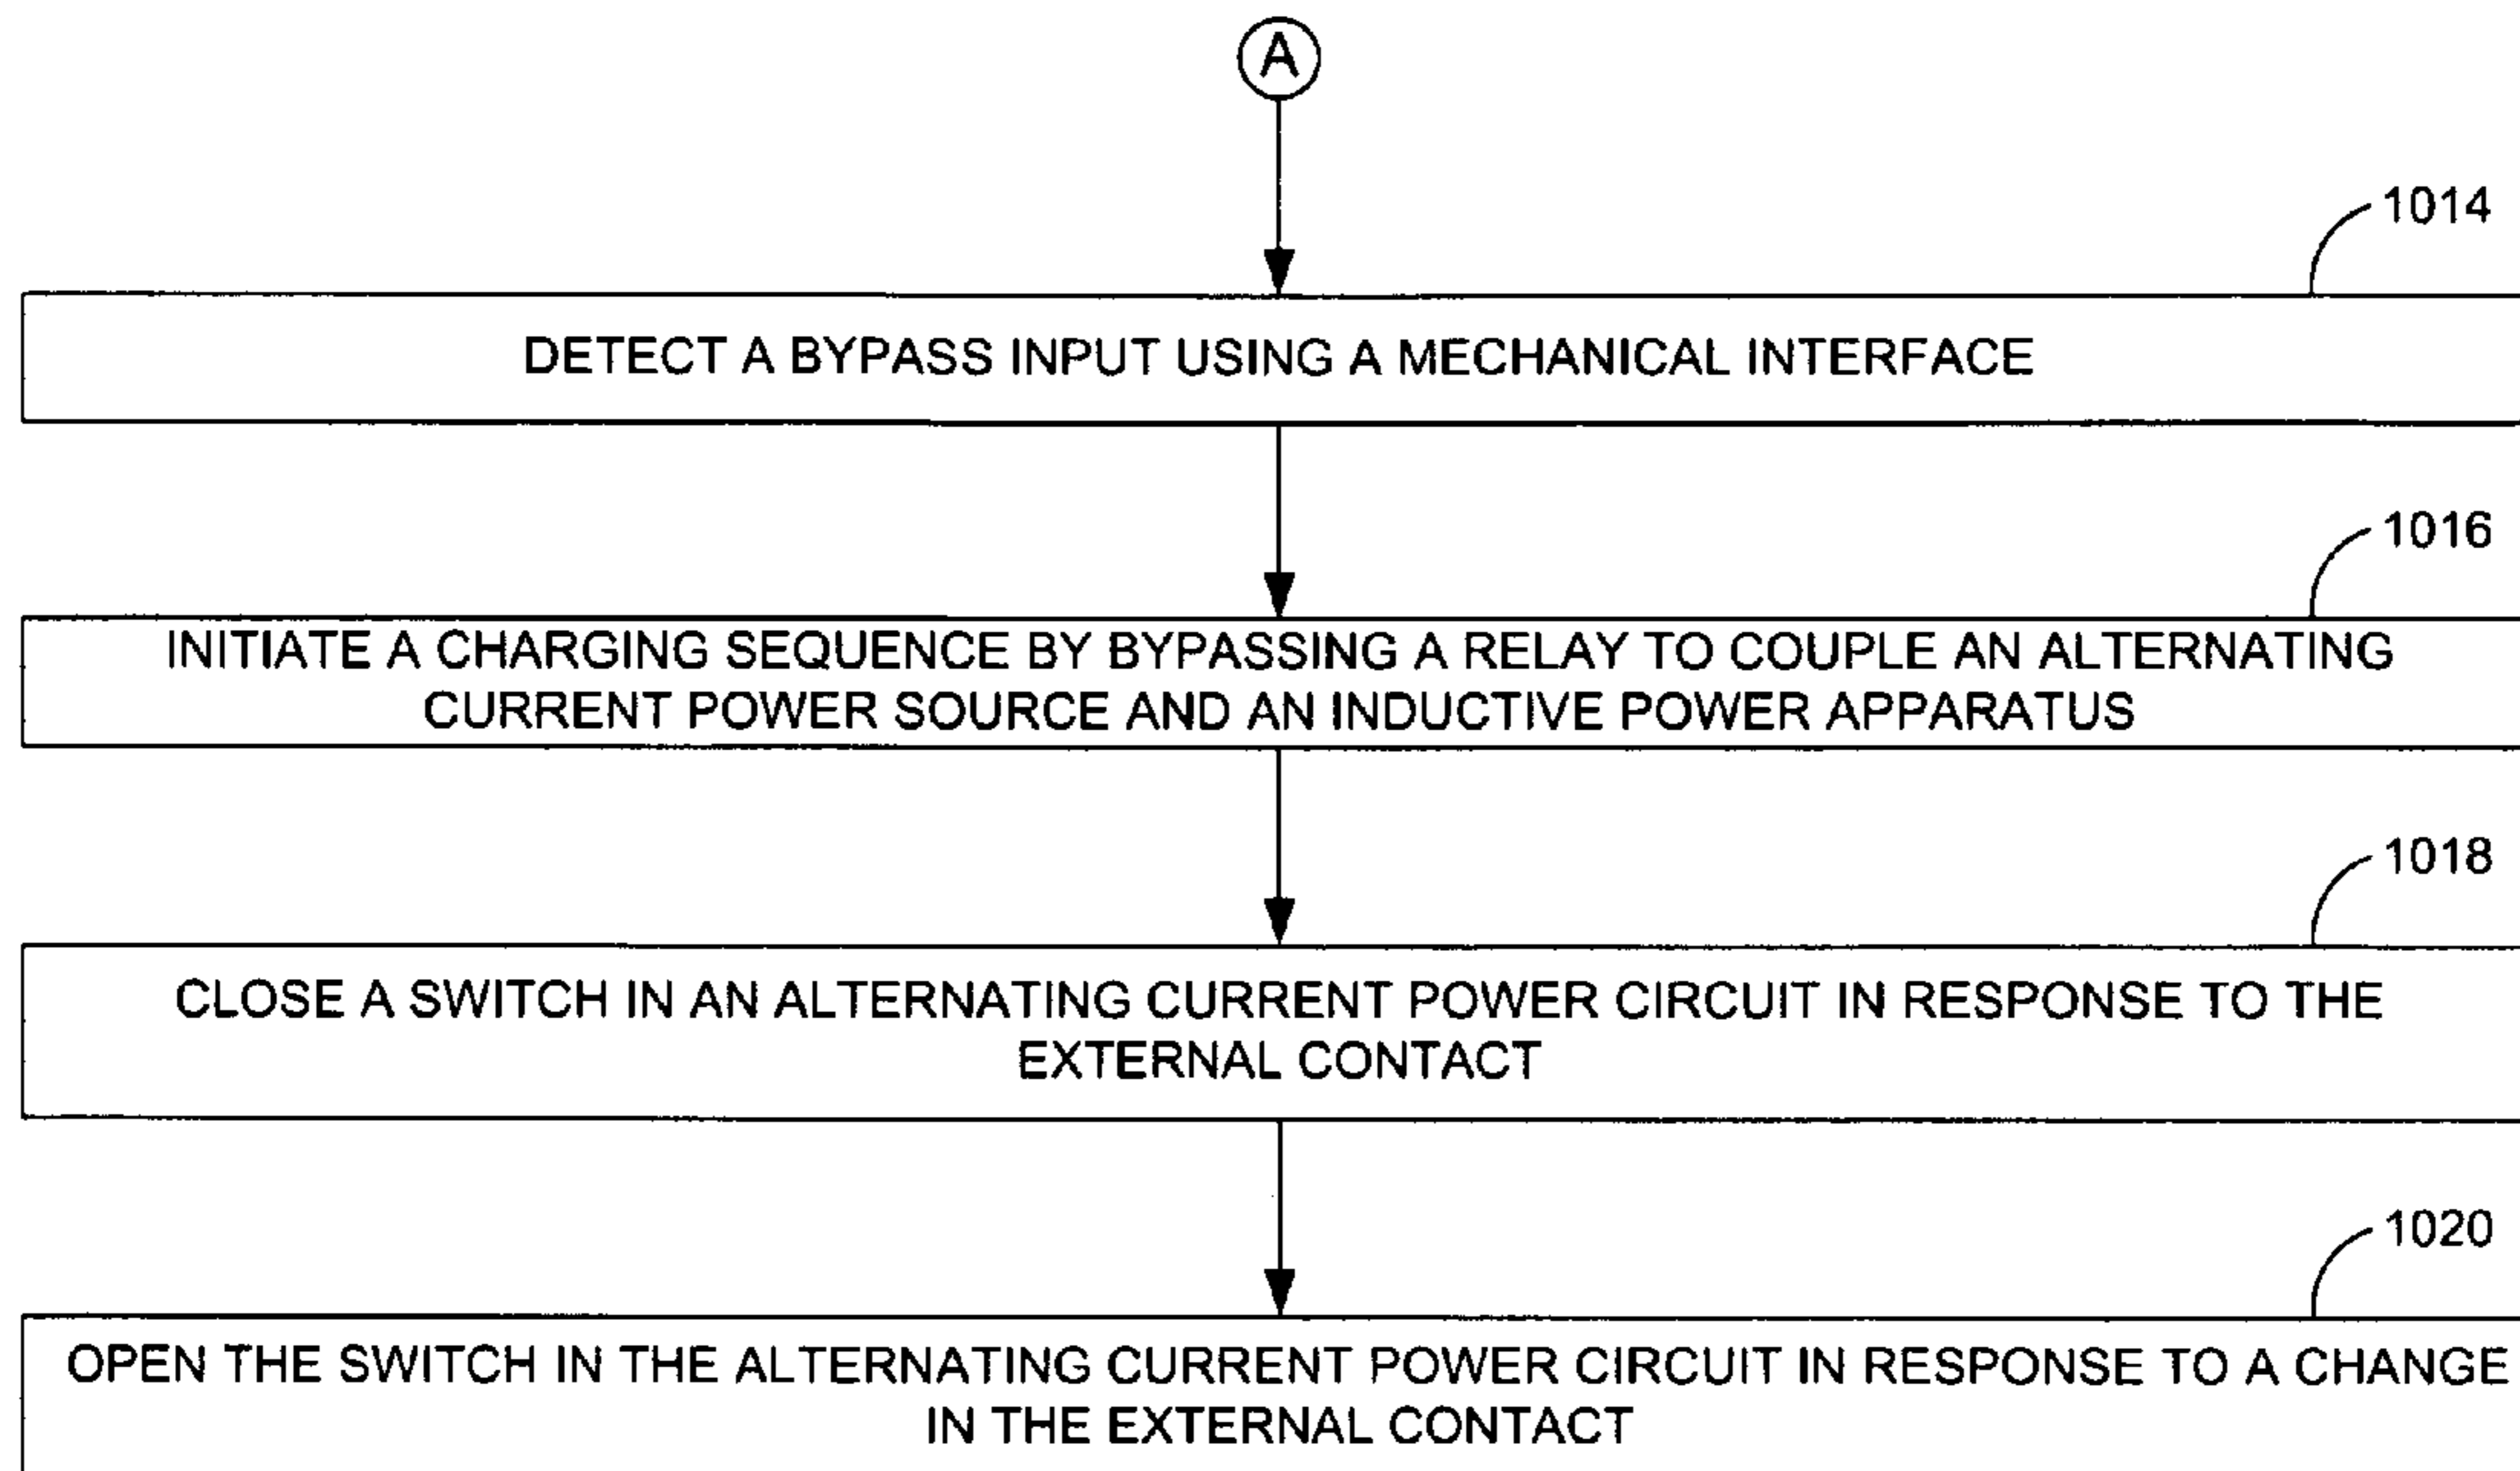 A
1014
DETECT A BYPASS INPUT USING A MECHANICAL INTERFACE
1016
INITIATE A CHARGING SEQUENCE BY BYPASSING A RELAY TO COUPLE AN ALTERNATING
CURRENT POWER SOURCE AND AN INDUCTIVE POWER APPARATUS
1018
CLOSE A SWITCH IN AN ALTERNATING CURRENT POWER CIRCUIT IN RESPONSE TO THE
EXTERNAL CONTACT
1020
OPEN THE SWITCH IN THE ALTERNATING CURRENT POWER CIRCUIT IN RESPONSE TO A CHANGE
IN THE EXTERNAL CONTACT